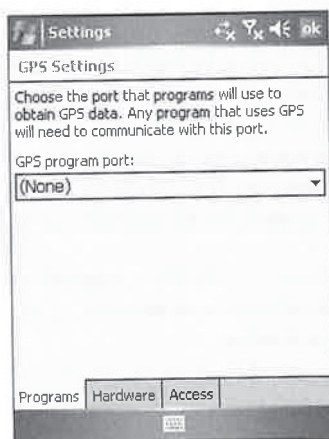 Settings
ok
GPS Settings
Choose the port that programs will use to
obtain GPS data. Any program that uses GPS
will need to communicate with this port.
GPS program port:
(None)
Programs Hardware Access